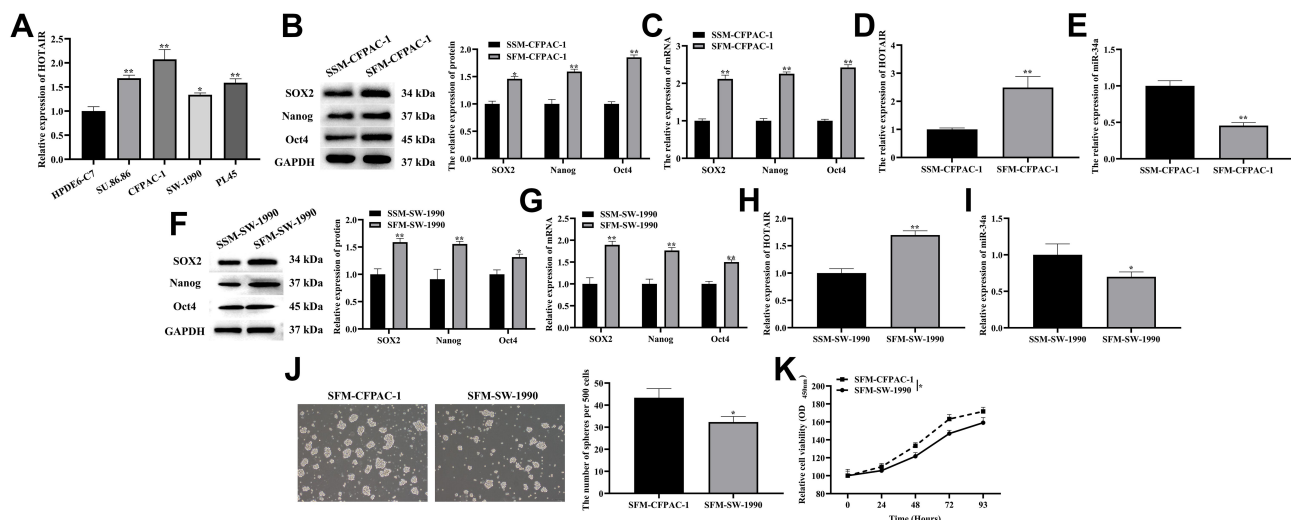 A
Relative expression of HOTAIR
2.5
2.0
1.5
1.0
0.5
0.0
**
**
*
**
HPDE6-C7
SU.86.86
CFPAC-1
SW-1990
PL45
B
SSM-CFPAC-1
SFM-CFPAC-1
SOX2
34 kDa
Nanog
37 kDa
Oct4
45 kDa
GAPDH
37 kDa
The relative expression of protein
SSM-CFPAC-1
SFM-CFPAC-1
2.0
1.5
1.0
0.5
0.0
*
**
**
SOX2
Nanog
Oct4
C
The relative expression of mRNA
SSM-CFPAC-1
SFM-CFPAC-1
3
2
1
0
**
**
**
SOX2
Nanog
Oct4
D
The relative expression of HOTAIR
4
3
2
1
0
**
SSM-CFPAC-1
SFM-CFPAC-1
E
The relative expression of miR-34a
1.5
1.0
0.5
0.0
**
SSM-CFPAC-1
SFM-CFPAC-1
F
SSM-SW-1990
SFM-SW-1990
SOX2
34 kDa
Nanog
37 kDa
Oct4
45 kDa
GAPDH
37 kDa
Relative expression of protien
SSM-SW-1990
SFM-SW-1990
2.0
1.5
1.0
0.5
0.0
**
**
*
SOX2
Nanog
Oct4
G
Relative expression of mRNA
SSM-SW-1990
SFM-SW-1990
2.5
2.0
1.5
1.0
0.5
0.0
**
**
**
SOX2
Nanog
Oct4
H
Relative expression of HOTAIR
2.0
1.5
1.0
0.5
0.0
**
SSM-SW-1990
SFM-SW-1990
I
Relative expression of miR-34a
1.5
1.0
0.5
0.0
*
SSM-SW-1990
SFM-SW-1990
J
SFM-CFPAC-1
SFM-SW-1990
The number of spheres per 500 cells
50
40
30
20
10
0
*
SFM-CFPAC-1
SFM-SW-1990
K
Relative cell viability (OD 450nm)
SFM-CFPAC-1
SFM-SW-1990
*
200
180
160
140
120
100
80
0
24
48
72
93
Time (Hours)